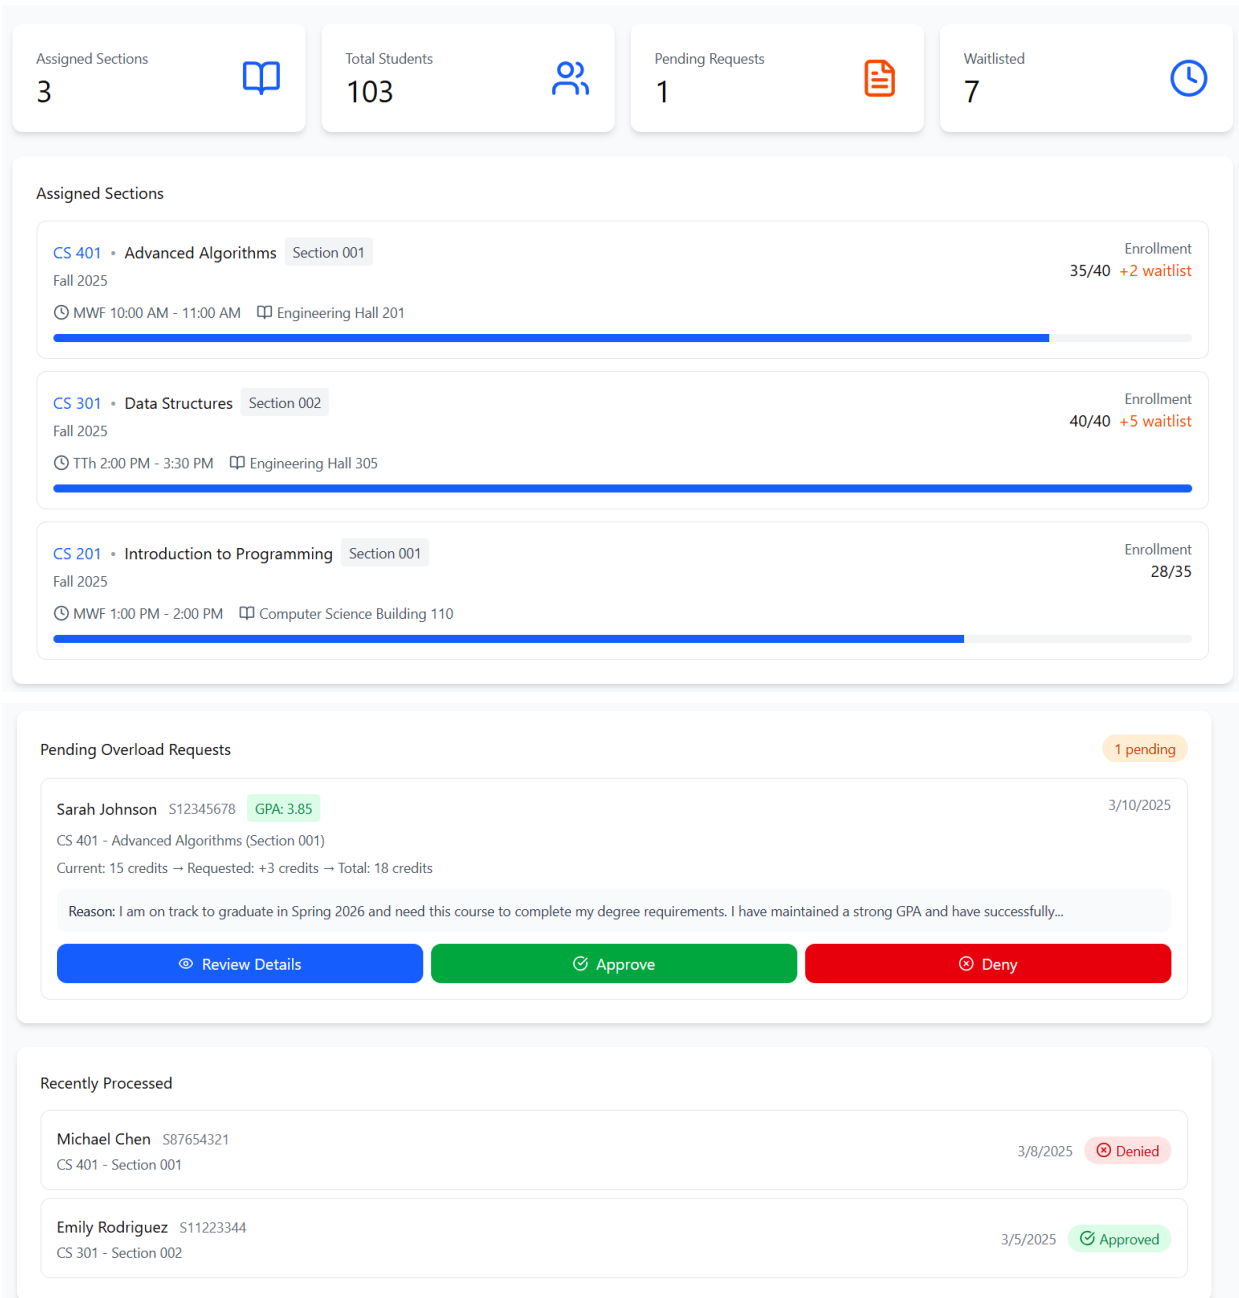 Assigned Sections
3
Total Students
103
Pending Requests
1
Waitlisted
7
Assigned Sections
CS 401 • Advanced Algorithms Section 001
Fall 2025
MWF 10:00 AM - 11:00 AM Engineering Hall 201
Enrollment
35/40 +2 waitlist
CS 301 • Data Structures Section 002
Fall 2025
TTh 2:00 PM - 3:30 PM Engineering Hall 305
Enrollment
40/40 +5 waitlist
CS 201 • Introduction to Programming Section 001
Fall 2025
MWF 1:00 PM - 2:00 PM Computer Science Building 110
Enrollment
28/35
Pending Overload Requests
1 pending
Sarah Johnson S12345678 GPA: 3.85
3/10/2025
CS 401 - Advanced Algorithms (Section 001)
Current: 15 credits → Requested: +3 credits → Total: 18 credits
Reason: I am on track to graduate in Spring 2026 and need this course to complete my degree requirements. I have maintained a strong GPA and have successfully...
Review Details
Approve
Deny
Recently Processed
Michael Chen S87654321
CS 401 - Section 001
3/8/2025 Denied
Emily Rodriguez S11223344
CS 301 - Section 002
3/5/2025 Approved